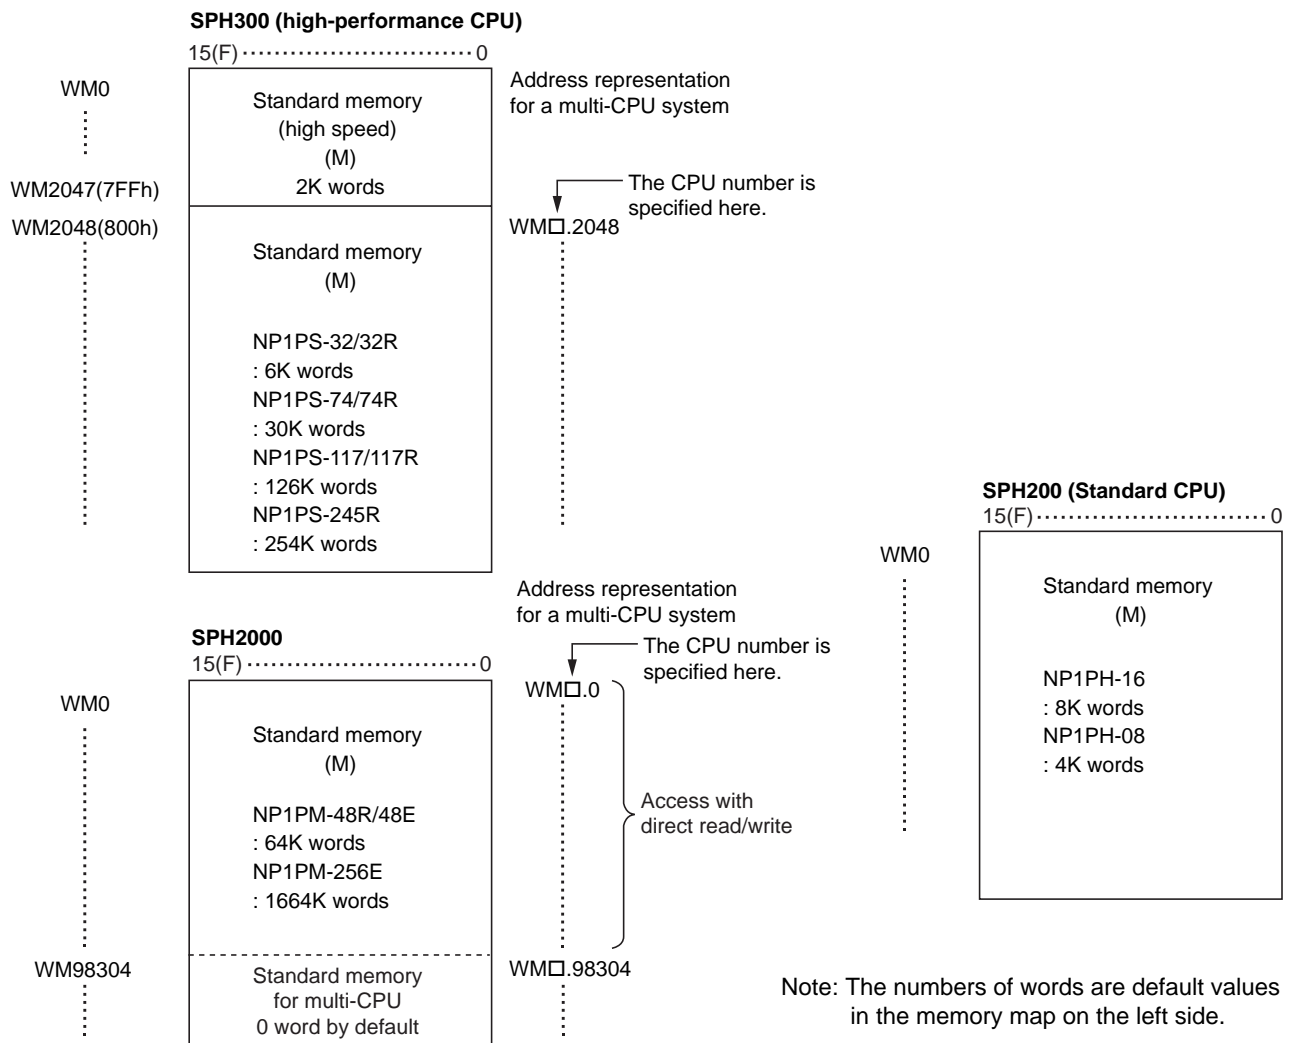 SPH300 (high-performance CPU)
15(F) 0
WM0
Standard memory
(high speed)
(M)
2K words
Address representation
for a multi-CPU system
WM2047(7FFh)
WM2048(800h)
The CPU number is
specified here.
WM□.2048
Standard memory
(M)
NP1PS-32/32R
: 6K words
NP1PS-74/74R
: 30K words
NP1PS-117/117R
: 126K words
NP1PS-245R
: 254K words
SPH2000
15(F) 0
Address representation
for a multi-CPU system
The CPU number is
specified here.
WM0
WM□.0
Standard memory
(M)
NP1PM-48R/48E
: 64K words
NP1PM-256E
: 1664K words
Access with
direct read/write
WM98304
WM□.98304
Standard memory
for multi-CPU
0 word by default
SPH200 (Standard CPU)
15(F) 0
WM0
Standard memory
(M)
NP1PH-16
: 8K words
NP1PH-08
: 4K words
Note: The numbers of words are default values
in the memory map on the left side.